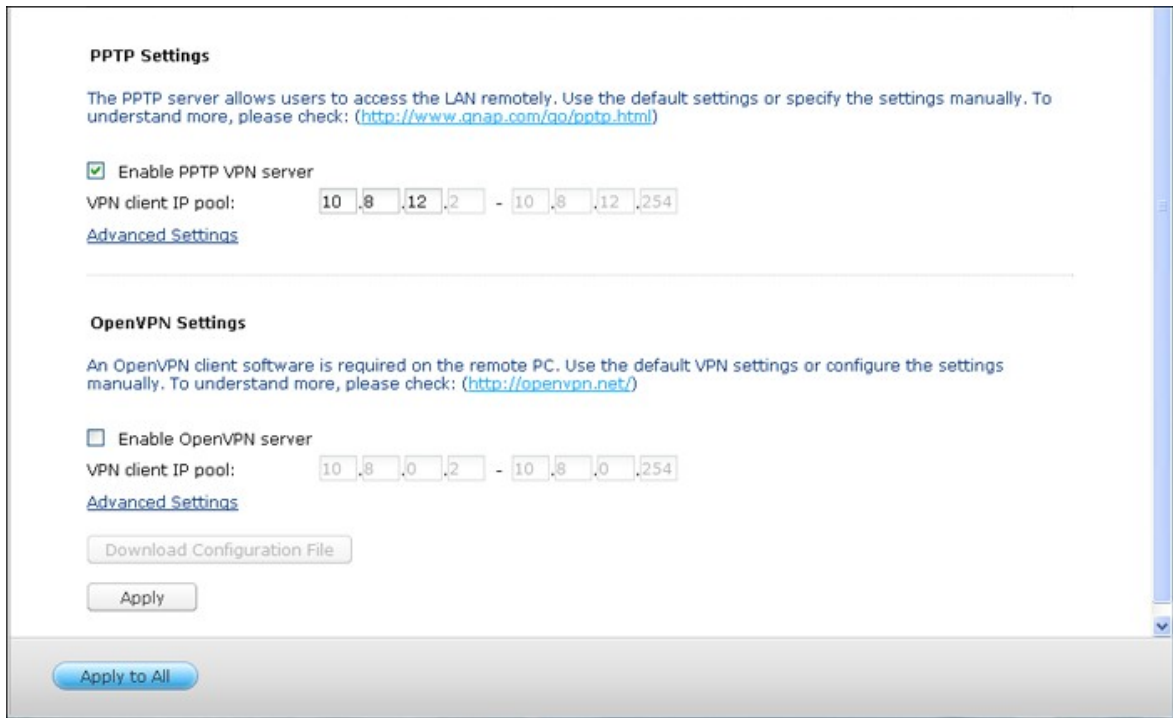 PPTP Settings
The PPTP server allows users to access the LAN remotely. Use the default settings or specify the settings manually. To
understand more, please check: (http://www.qnap.com/go/pptp.html)
Enable PPTP VPN server
VPN client IP pool: 10 .8 .12 .2 - 10 .8 .12 .254
Advanced Settings
OpenVPN Settings
An OpenVPN client software is required on the remote PC. Use the default VPN settings or configure the settings
manually. To understand more, please check: (http://openvpn.net/)
Enable OpenVPN server
VPN client IP pool: 10 .8 .0 .2 - 10 .8 .0 .254
Advanced Settings
Download Configuration File
Apply
Apply to All